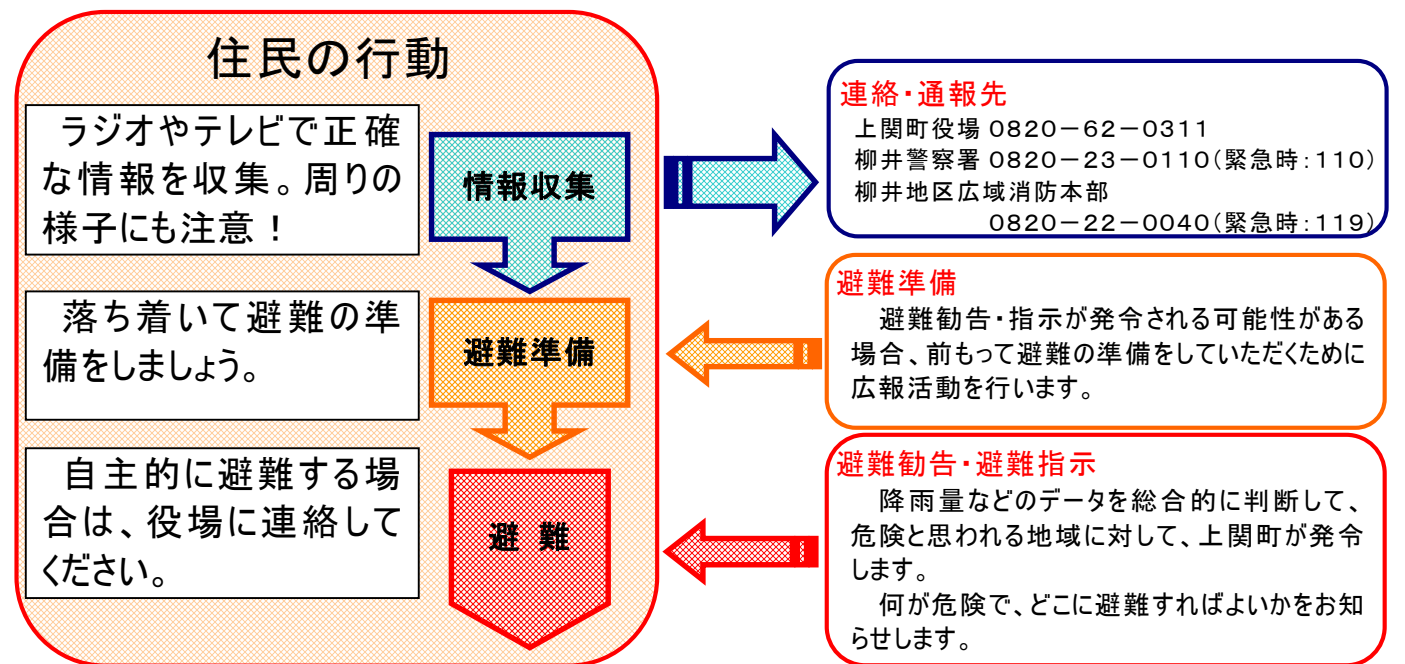 住民の行動
ラジオやテレビで正確
な情報を収集。周りの
様子にも注意！
情報収集
落ち着いて避難の準
備をしましょう。
避難準備
自主的に避難する場
合は、役場に連絡して
ください。
避 難
連絡・通報先
上関町役場 0820－62－0311
柳井警察署 0820－23－0110(緊急時:110)
柳井地区広域消防本部
0820－22－0040(緊急時:119)
避難準備
避難勧告・指示が発令される可能性がある
場合、前もって避難の準備をしていただくために
広報活動を行います。
避難勧告・避難指示
降雨量などのデータを総合的に判断して、
危険と思われる地域に対して、上関町が発令
します。
何が危険で、どこに避難すればよいかをお知
らせします。